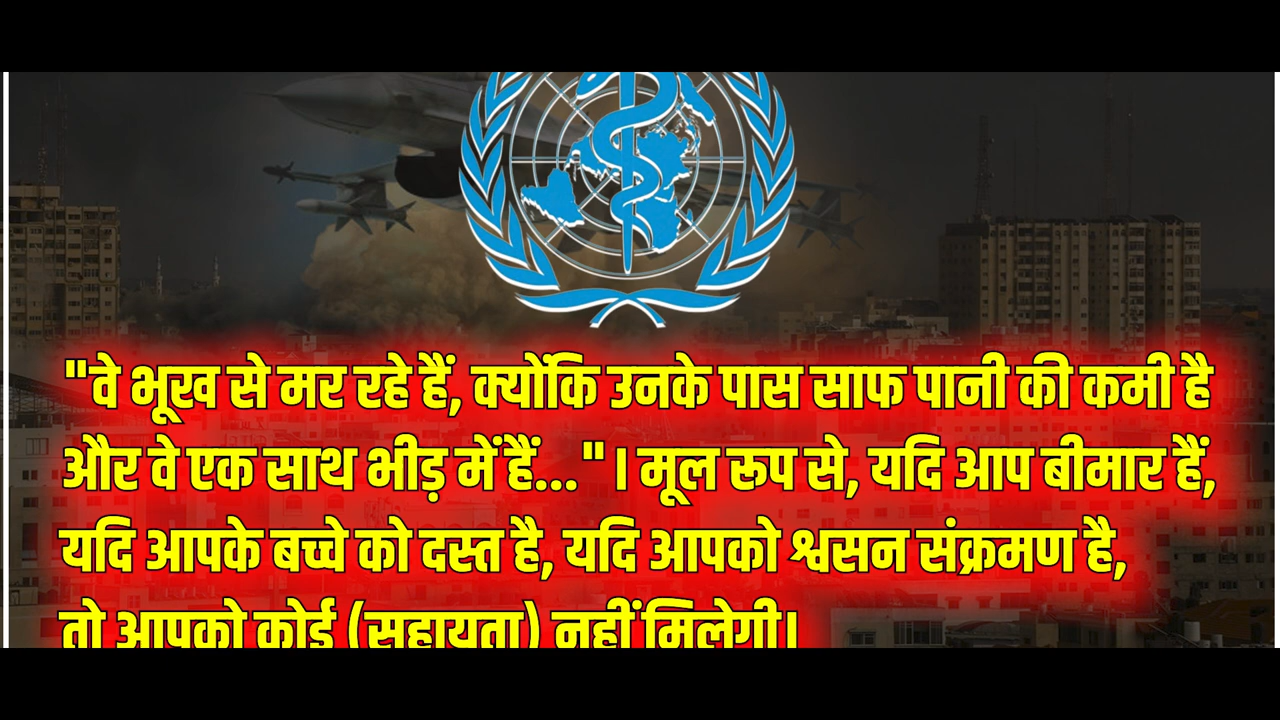 "वे भूख से मर रहे हैं, क्योंकि उनके पास साफ पानी की कमी है
और वे एक साथ भीड़ में हैं..."। मूल रूप से, यदि आप बीमार हैं,
यदि आपके बच्चे को दस्त है, यदि आपको श्वसन संक्रमण है,
तो आपको कोई (सहायता) नहीं मिलेगी।